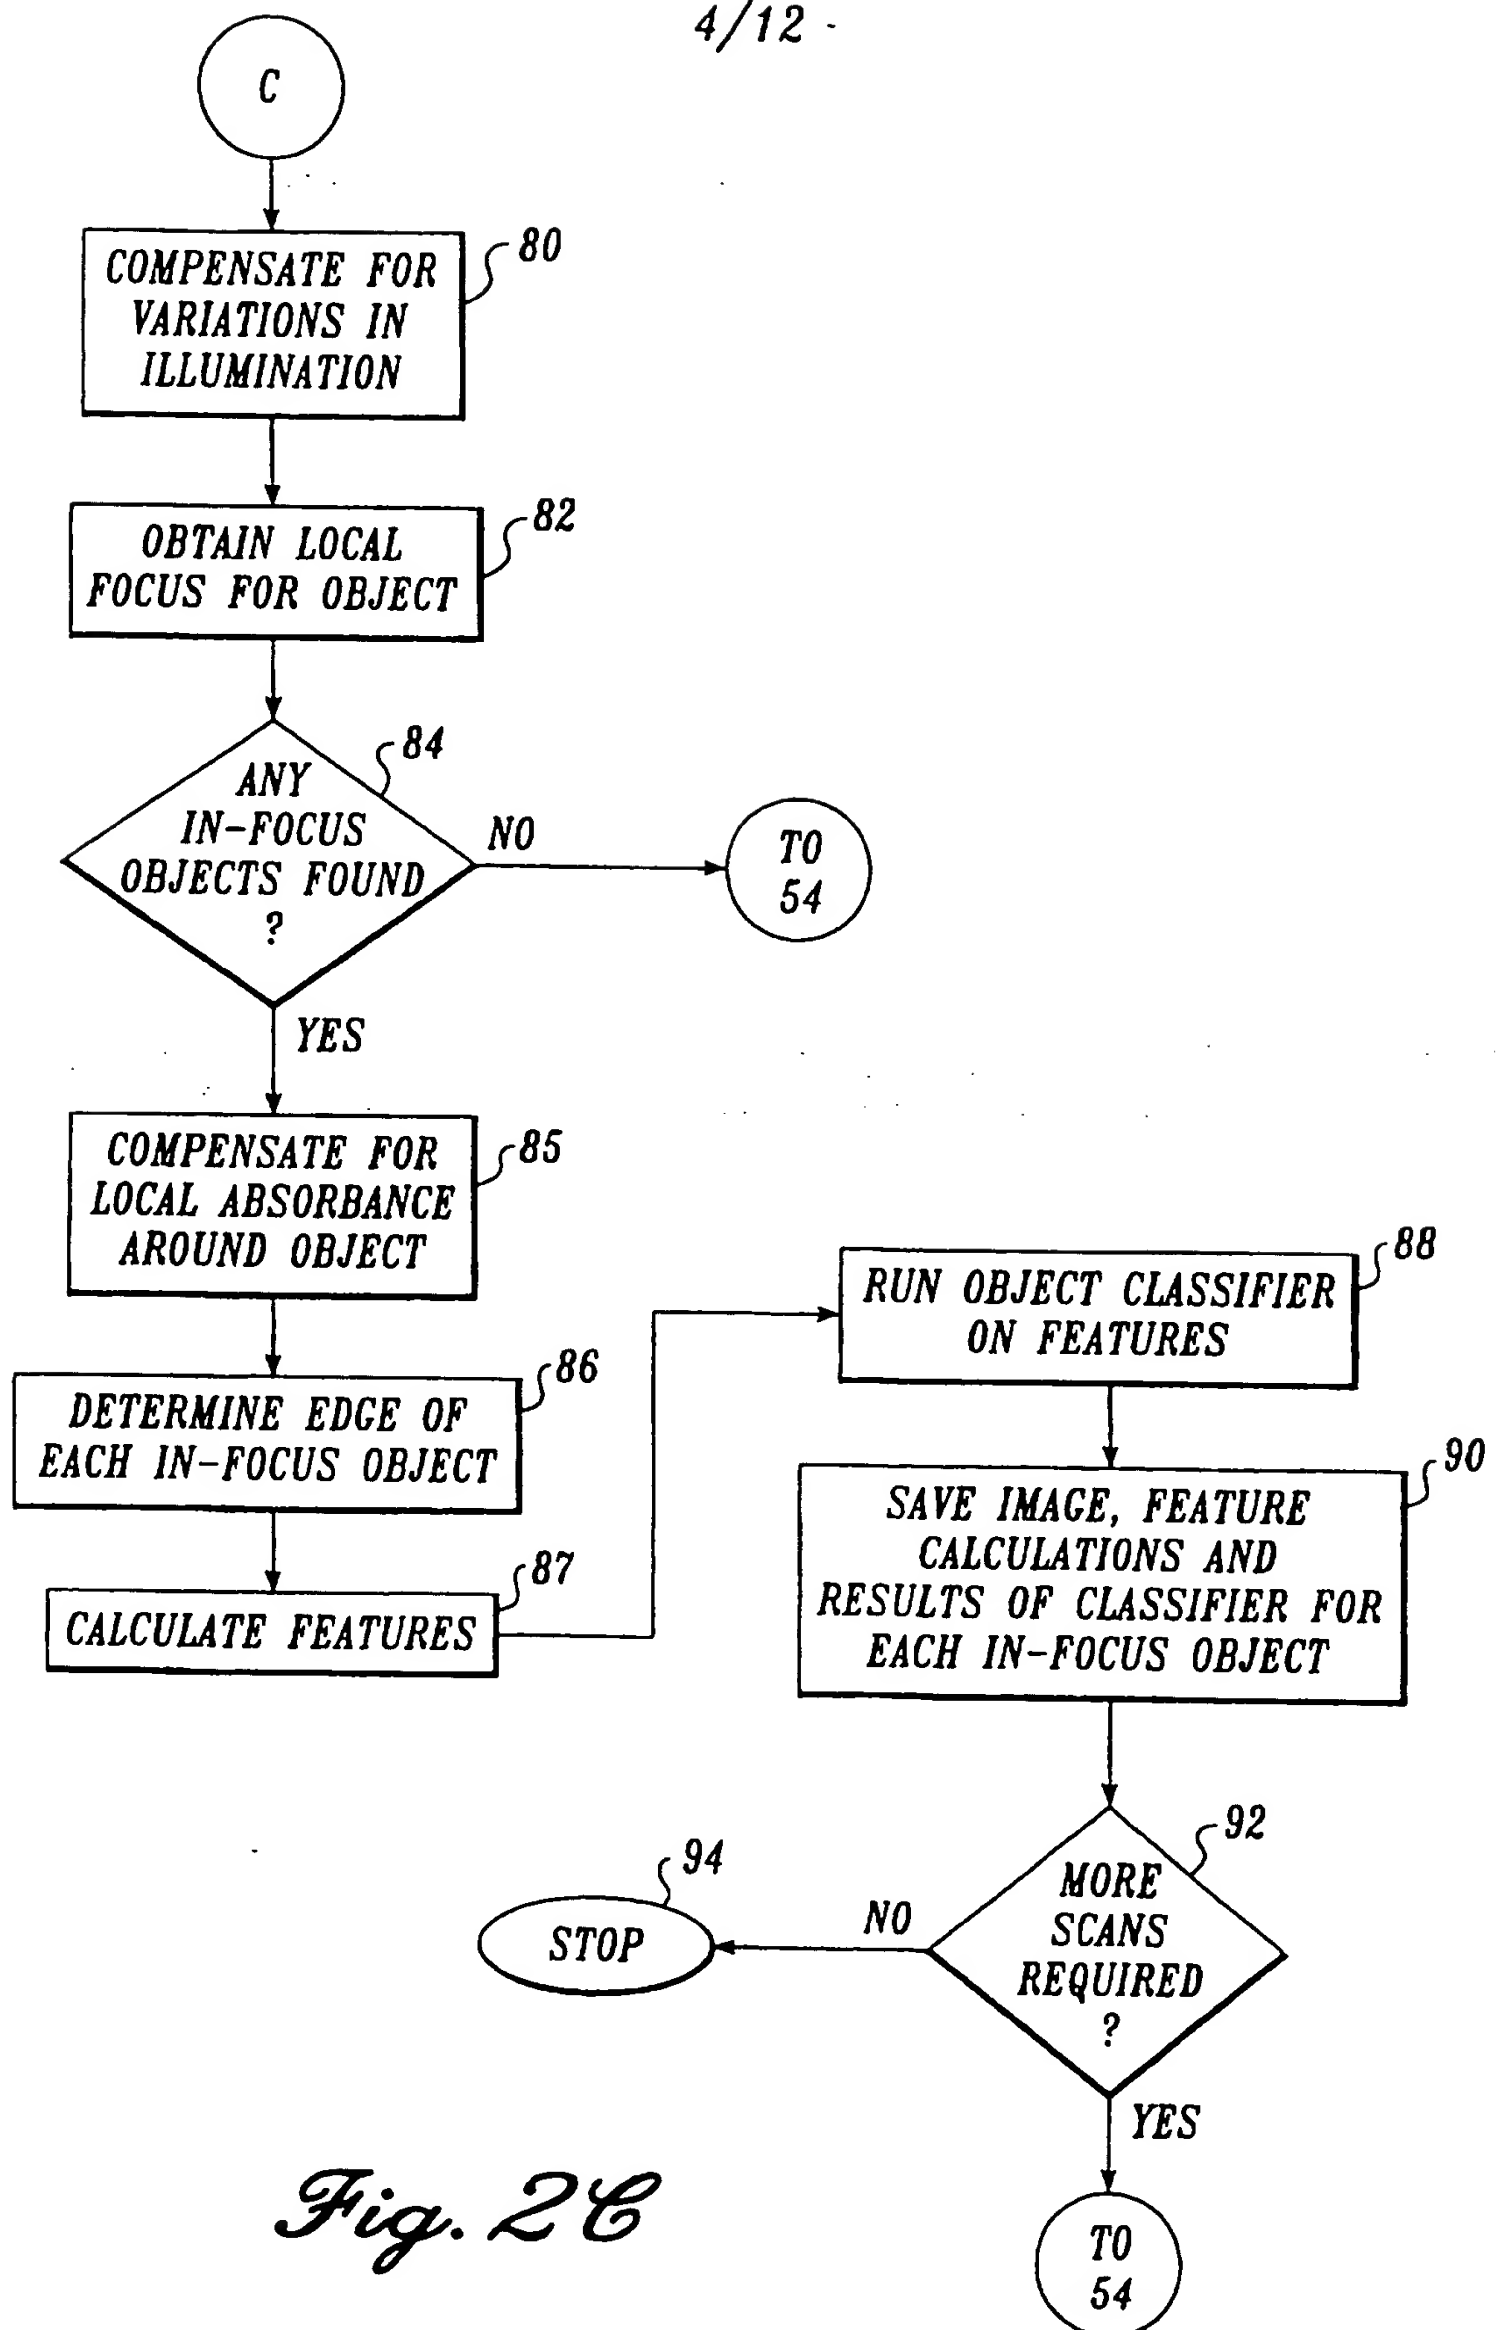 4/12
C
80
COMPENSATE FOR
VARIATIONS IN
ILLUMINATION
82
OBTAIN LOCAL
FOCUS FOR OBJECT
84
ANY
IN-FOCUS
OBJECTS FOUND
?
NO
TO
54
YES
85
COMPENSATE FOR
LOCAL ABSORBANCE
AROUND OBJECT
86
DETERMINE EDGE OF
EACH IN-FOCUS OBJECT
87
CALCULATE FEATURES
88
RUN OBJECT CLASSIFIER
ON FEATURES
90
SAVE IMAGE, FEATURE
CALCULATIONS AND
RESULTS OF CLASSIFIER FOR
EACH IN-FOCUS OBJECT
92
MORE
SCANS
REQUIRED
?
NO
94
STOP
YES
TO
54
Fig. 2C